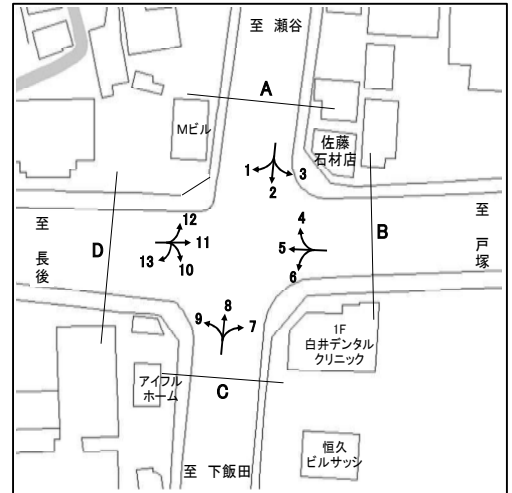 至 瀬谷
A
Mビル
佐藤
石材店
1
2
3
至 戸塚
B
4
5
6
12
11
13
10
D
至 長後
8
9
7
1F
白井デンタル
クリニック
アイフル
ホーム
C
恒久
ビルサッシ
至 下飯田